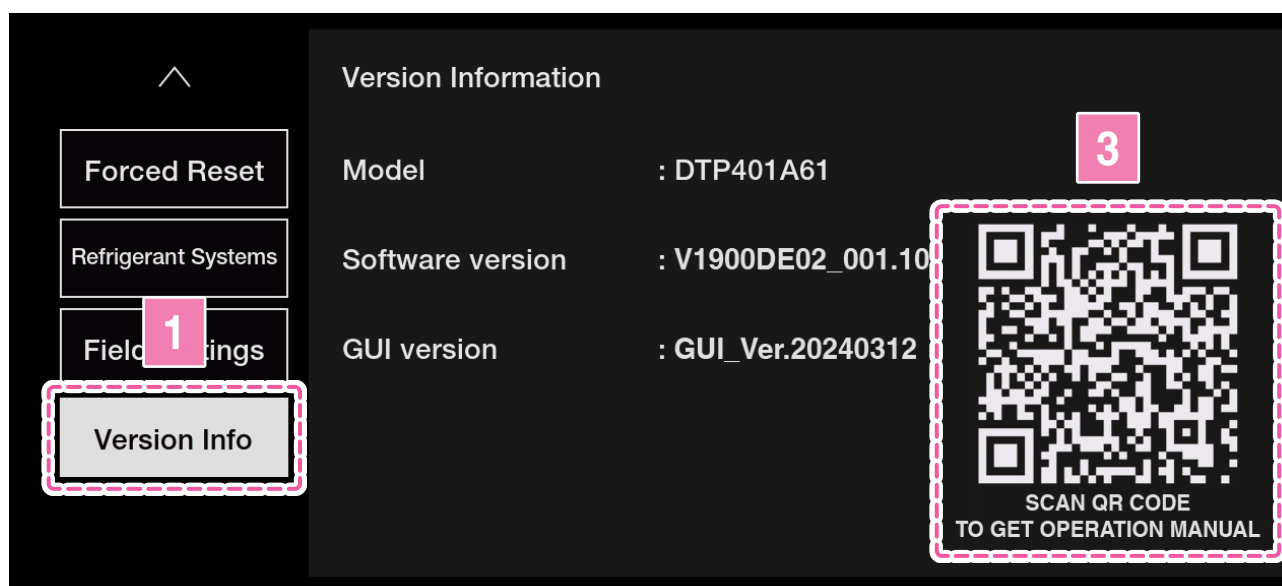 Version Information
3
Forced Reset
Model : DTP401A61
Refrigerant Systems
Software version : V1900DE02_001.10
1
Fiel tings
GUI version : GUI_Ver.20240312
Version Info
SCAN QR CODE
TO GET OPERATION MANUAL